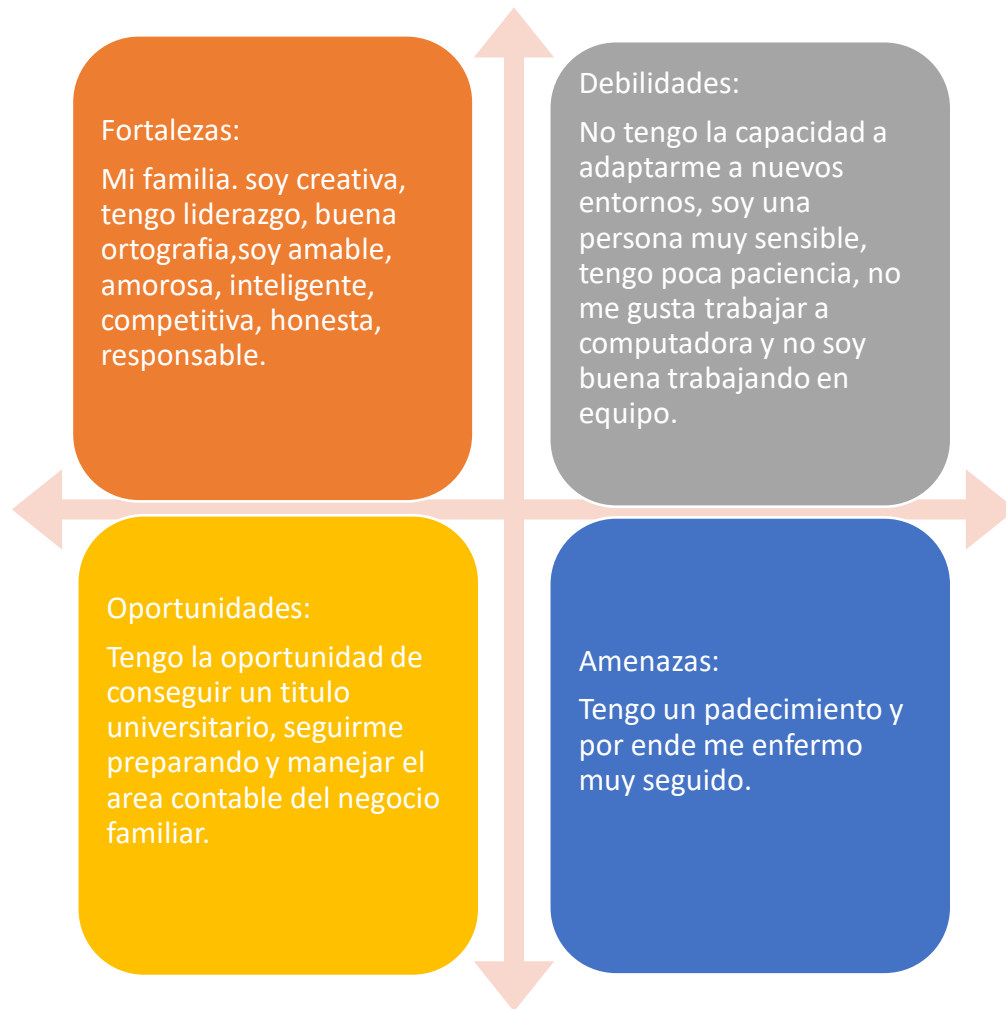 Fortalezas:
Mi familia. soy creativa,
tengo liderazgo, buena
ortografia,soy amable,
amorosa, inteligente,
competitiva, honesta,
responsable.
Debilidades:
No tengo la capacidad a
adaptarme a nuevos
entornos, soy una
persona muy sensible,
tengo poca paciencia, no
me gusta trabajar a
computadora y no soy
buena trabajando en
equipo.
Oportunidades:
Tengo la oportunidad de
conseguir un titulo
universitario, seguirme
preparando y manejar el
area contable del negocio
familiar.
Amenazas:
Tengo un padecimiento y
por ende me enfermo
muy seguido.